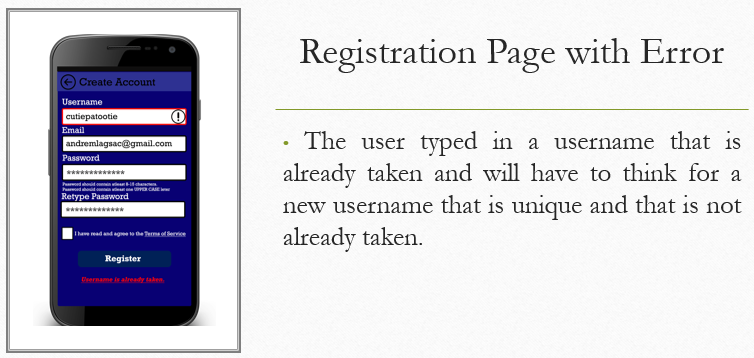 Registration Page with Error
Create Account
Username
cutiepatootie
Email
andremlagsac@gmail.com
Password
*************
Password should contain atleast 8-15 characters.
Password should contain atleast one UPPER CASE later
Retype Password
*************
I have read and agree to the Terms of Service
Register
Username is already taken.
• The user typed in a username that is
already taken and will have to think for a
new username that is unique and that is not
already taken.